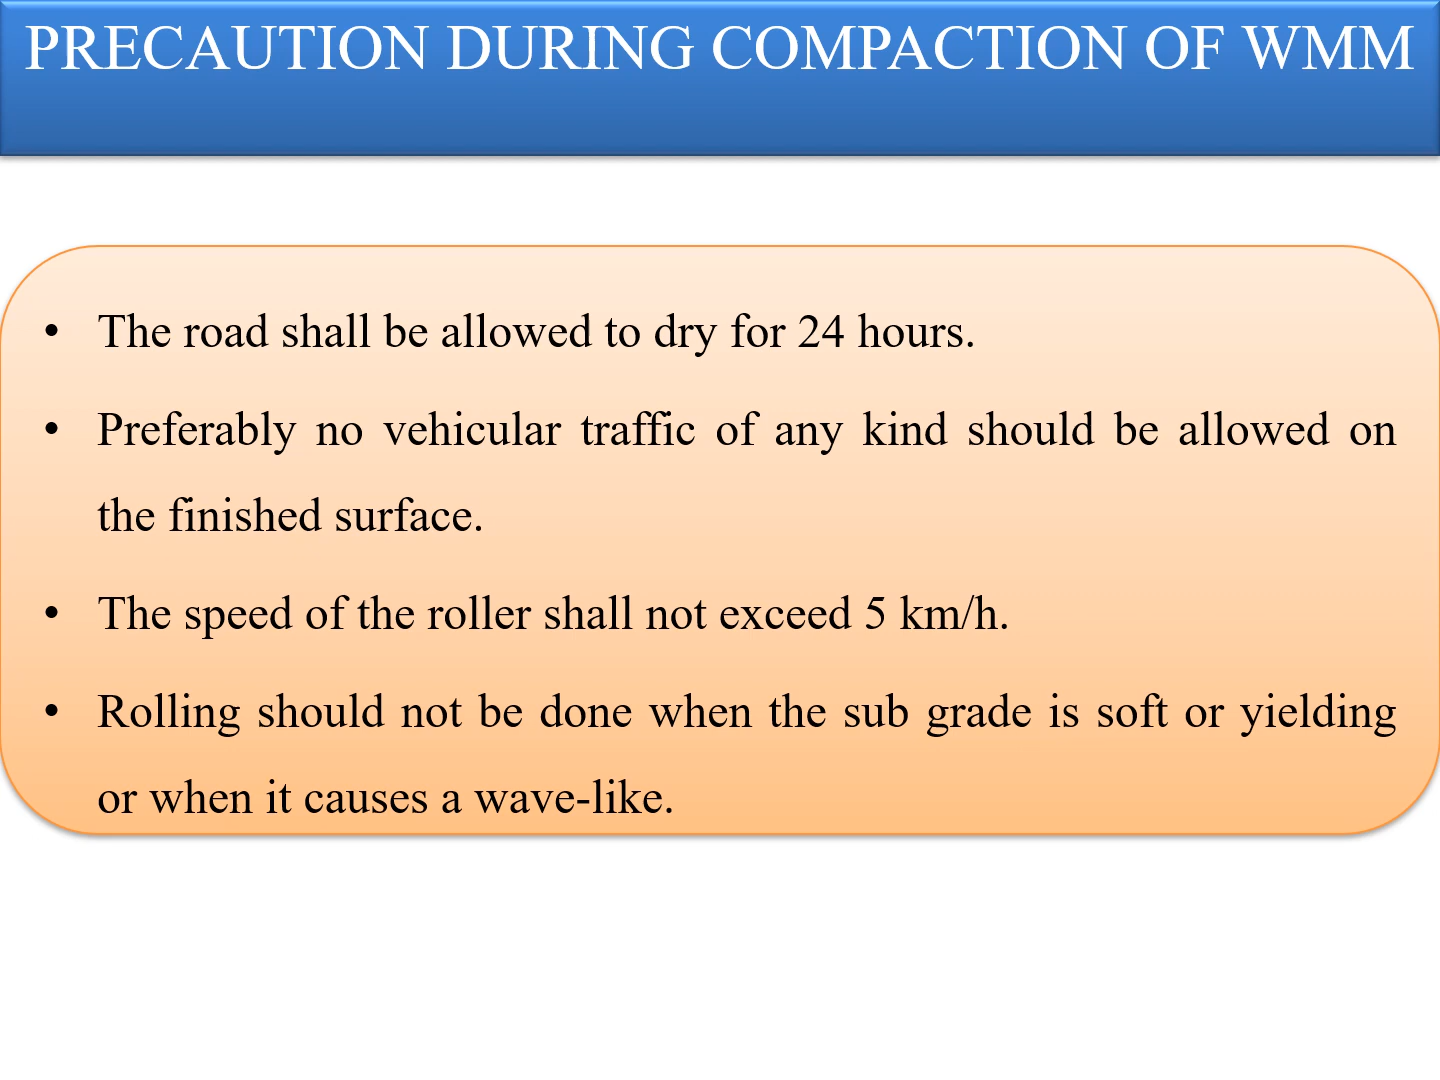 PRECAUTION DURING COMPACTION OF WMM
• The road shall be allowed to dry for 24 hours.
• Preferably no vehicular traffic of any kind should be allowed on
the finished surface.
• The speed of the roller shall not exceed 5 km/h.
• Rolling should not be done when the sub grade is soft or yielding
or when it causes a wave-like.